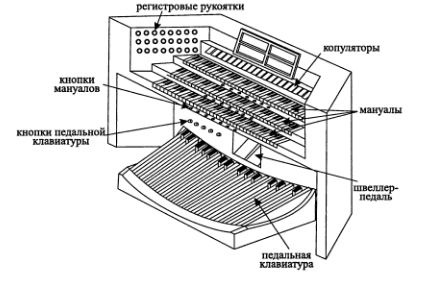 регистровые рукоятки
копуляторы
кнопки
мануалов
мануалы
кнопки педальной
клавиатуры
швеллер-
педаль
педальная
клавиатура